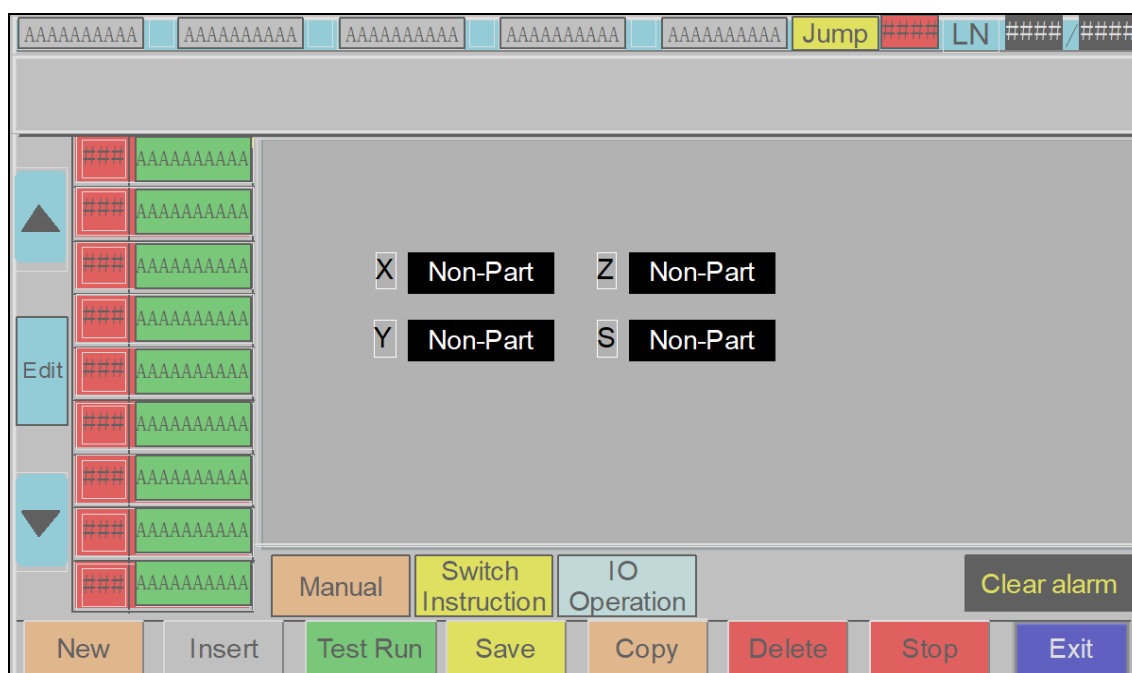 AAAAAAAAAA AAAAAAAAAA AAAAAAAAAA AAAAAAAAAA AAAAAAAAAA Jump #### LN #### / ####
### AAAAAAAAAA
### AAAAAAAAAA
### AAAAAAAAAA
X Non-Part Z Non-Part
### AAAAAAAAAA
Y Non-Part S Non-Part
Edit ### AAAAAAAAAA
### AAAAAAAAAA
### AAAAAAAAAA
### AAAAAAAAAA
### AAAAAAAAAA
Manual
Switch
Instruction
IO
Operation
Clear alarm
New Insert Test Run Save Copy Delete Stop Exit